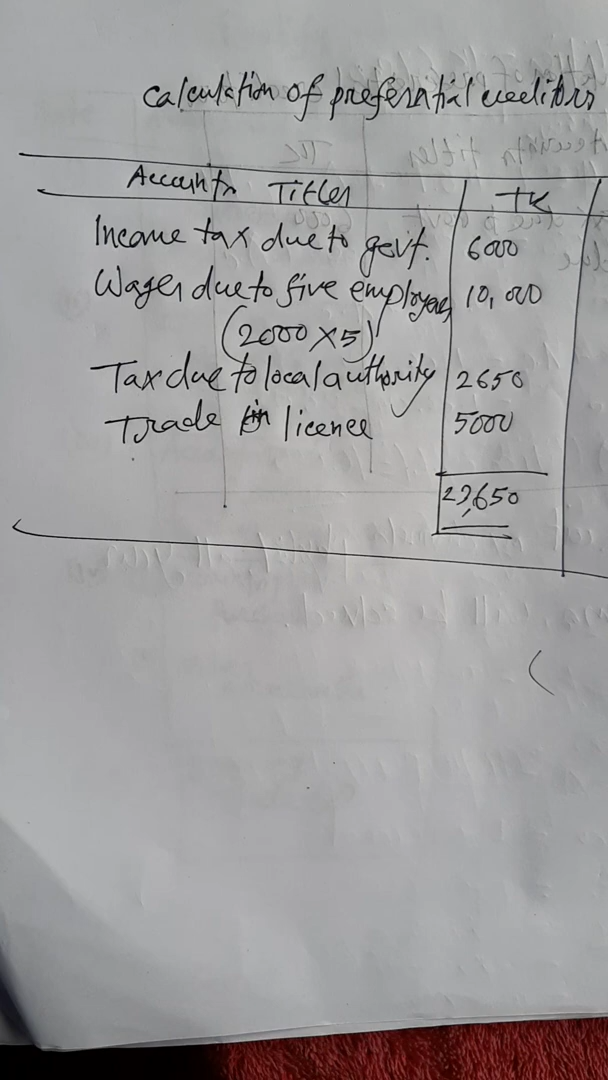 Calculation of preferential creditors
Accounts Titles TK
Income tax due to govt. 6000
Wages due to five employees 10,000
(2000 X 5)
Tax due to local authority 2650
Trade licence 5000
23,650